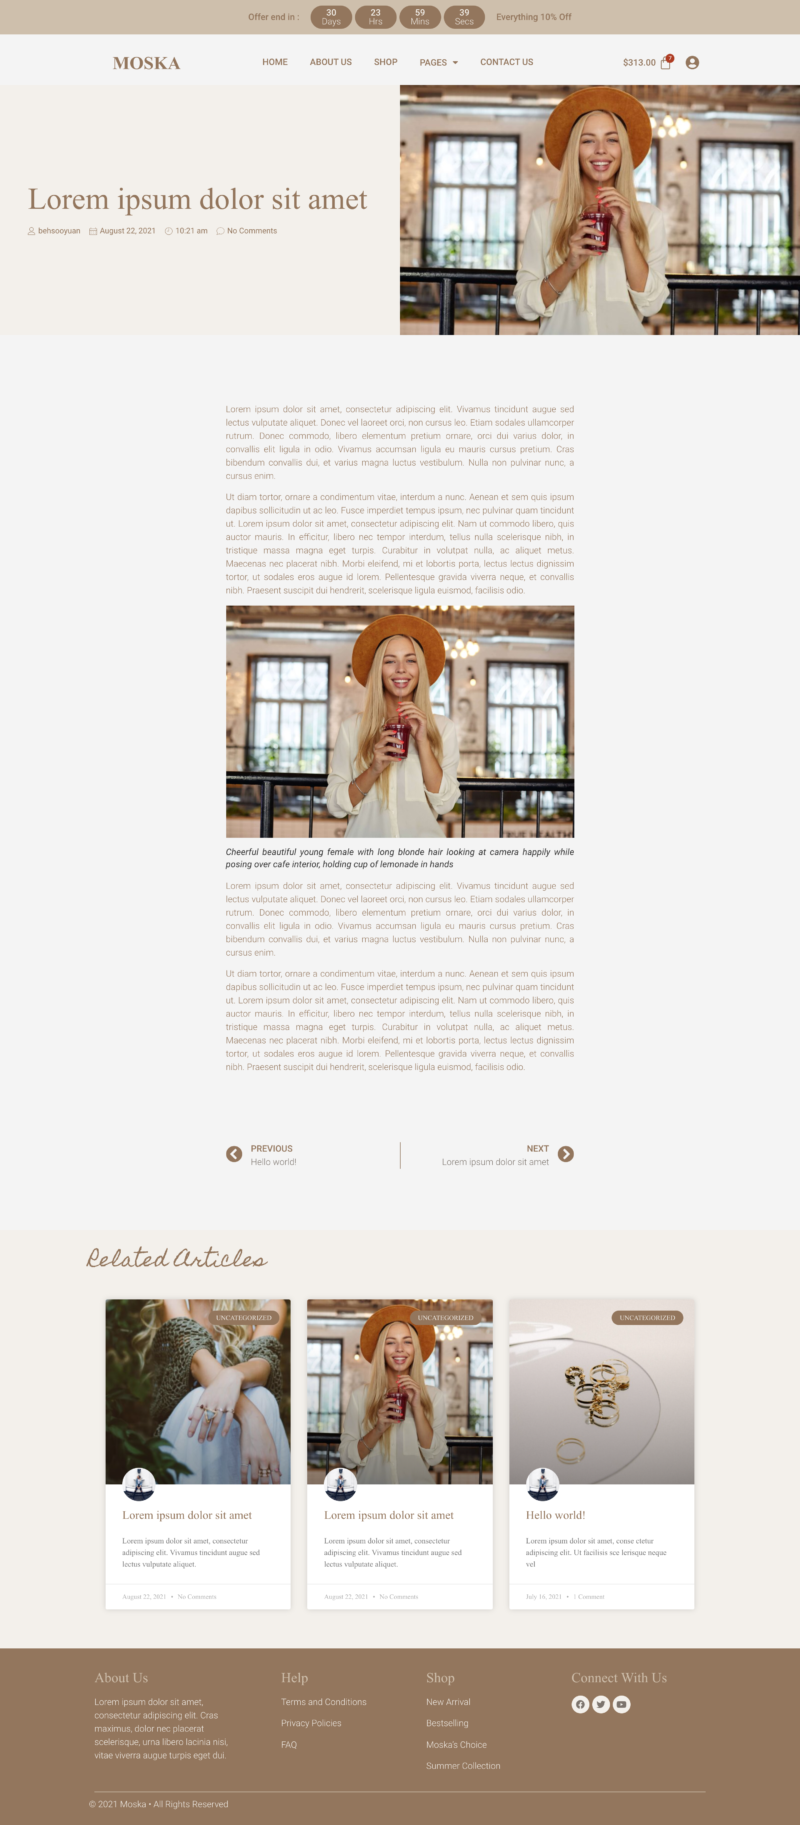 Offer end in :
30
Days
23
Hrs
59
Mins
39
Secs
Everything 10% Off
MOSKA
HOME
ABOUT US
SHOP
PAGES
CONTACT US
$313.00
7
Lorem ipsum dolor sit amet
behsooyuan
August 22, 2021
10:21 am
No Comments
Lorem ipsum dolor sit amet, consectetur adipiscing elit. Vivamus tincidunt augue sed
lectus vulputate aliquet. Donec vel laoreet orci, non cursus leo. Etiam sodales ullamcorper
rutrum. Donec commodo, libero elementum pretium ornare, orci dui varius dolor, in
convallis elit ligula in odio. Vivamus accumsan ligula eu mauris cursus pretium. Cras
bibendum convallis dui, et varius magna luctus vestibulum. Nulla non pulvinar nunc, a
cursus enim.
Ut diam tortor, ornare a condimentum vitae, interdum a nunc. Aenean et sem quis ipsum
dapibus sollicitudin ut ac leo. Fusce imperdiet tempus ipsum, nec pulvinar quam tincidunt
ut. Lorem ipsum dolor sit amet, consectetur adipiscing elit. Nam ut commodo libero, quis
auctor mauris. In efficitur, libero nec tempor interdum, tellus nulla scelerisque nibh, in
tristique massa magna eget turpis. Curabitur in volutpat nulla, ac aliquet metus.
Maecenas nec placerat nibh. Morbi eleifend, mi et lobortis porta, lectus lectus dignissim
tortor, ut sodales eros augue id lorem. Pellentesque gravida viverra neque, et convallis
nibh. Praesent suscipit dui hendrerit, scelerisque ligula euismod, facilisis odio.
Cheerful beautiful young female with long blonde hair looking at camera happily while
posing over cafe interior, holding cup of lemonade in hands
Lorem ipsum dolor sit amet, consectetur adipiscing elit. Vivamus tincidunt augue sed
lectus vulputate aliquet. Donec vel laoreet orci, non cursus leo. Etiam sodales ullamcorper
rutrum. Donec commodo, libero elementum pretium ornare, orci dui varius dolor, in
convallis elit ligula in odio. Vivamus accumsan ligula eu mauris cursus pretium. Cras
bibendum convallis dui, et varius magna luctus vestibulum. Nulla non pulvinar nunc, a
cursus enim.
Ut diam tortor, ornare a condimentum vitae, interdum a nunc. Aenean et sem quis ipsum
dapibus sollicitudin ut ac leo. Fusce imperdiet tempus ipsum, nec pulvinar quam tincidunt
ut. Lorem ipsum dolor sit amet, consectetur adipiscing elit. Nam ut commodo libero, quis
auctor mauris. In efficitur, libero nec tempor interdum, tellus nulla scelerisque nibh, in
tristique massa magna eget turpis. Curabitur in volutpat nulla, ac aliquet metus.
Maecenas nec placerat nibh. Morbi eleifend, mi et lobortis porta, lectus lectus dignissim
tortor, ut sodales eros augue id lorem. Pellentesque gravida viverra neque, et convallis
nibh. Praesent suscipit dui hendrerit, scelerisque ligula euismod, facilisis odio.
PREVIOUS
Hello world!
NEXT
Lorem ipsum dolor sit amet
Related Articles
UNCATEGORIZED
Lorem ipsum dolor sit amet
Lorem ipsum dolor sit amet, consectetur
adipiscing elit. Vivamus tincidunt augue sed
lectus vulputate aliquet.
August 22, 2021 • No Comments
UNCATEGORIZED
Lorem ipsum dolor sit amet
Lorem ipsum dolor sit amet, consectetur
adipiscing elit. Vivamus tincidunt augue sed
lectus vulputate aliquet.
August 22, 2021 • No Comments
UNCATEGORIZED
Hello world!
Lorem ipsum dolor sit amet, conse ctetur
adipiscing elit. Ut facilisis sce lerisque neque
vel
July 16, 2021 • 1 Comment
About Us
Lorem ipsum dolor sit amet,
consectetur adipiscing elit. Cras
maximus, dolor nec placerat
scelerisque, urna libero lacinia nisi,
vitae viverra augue turpis eget dui.
Help
Terms and Conditions
Privacy Policies
FAQ
Shop
New Arrival
Bestselling
Moska's Choice
Summer Collection
Connect With Us
© 2021 Moska • All Rights Reserved